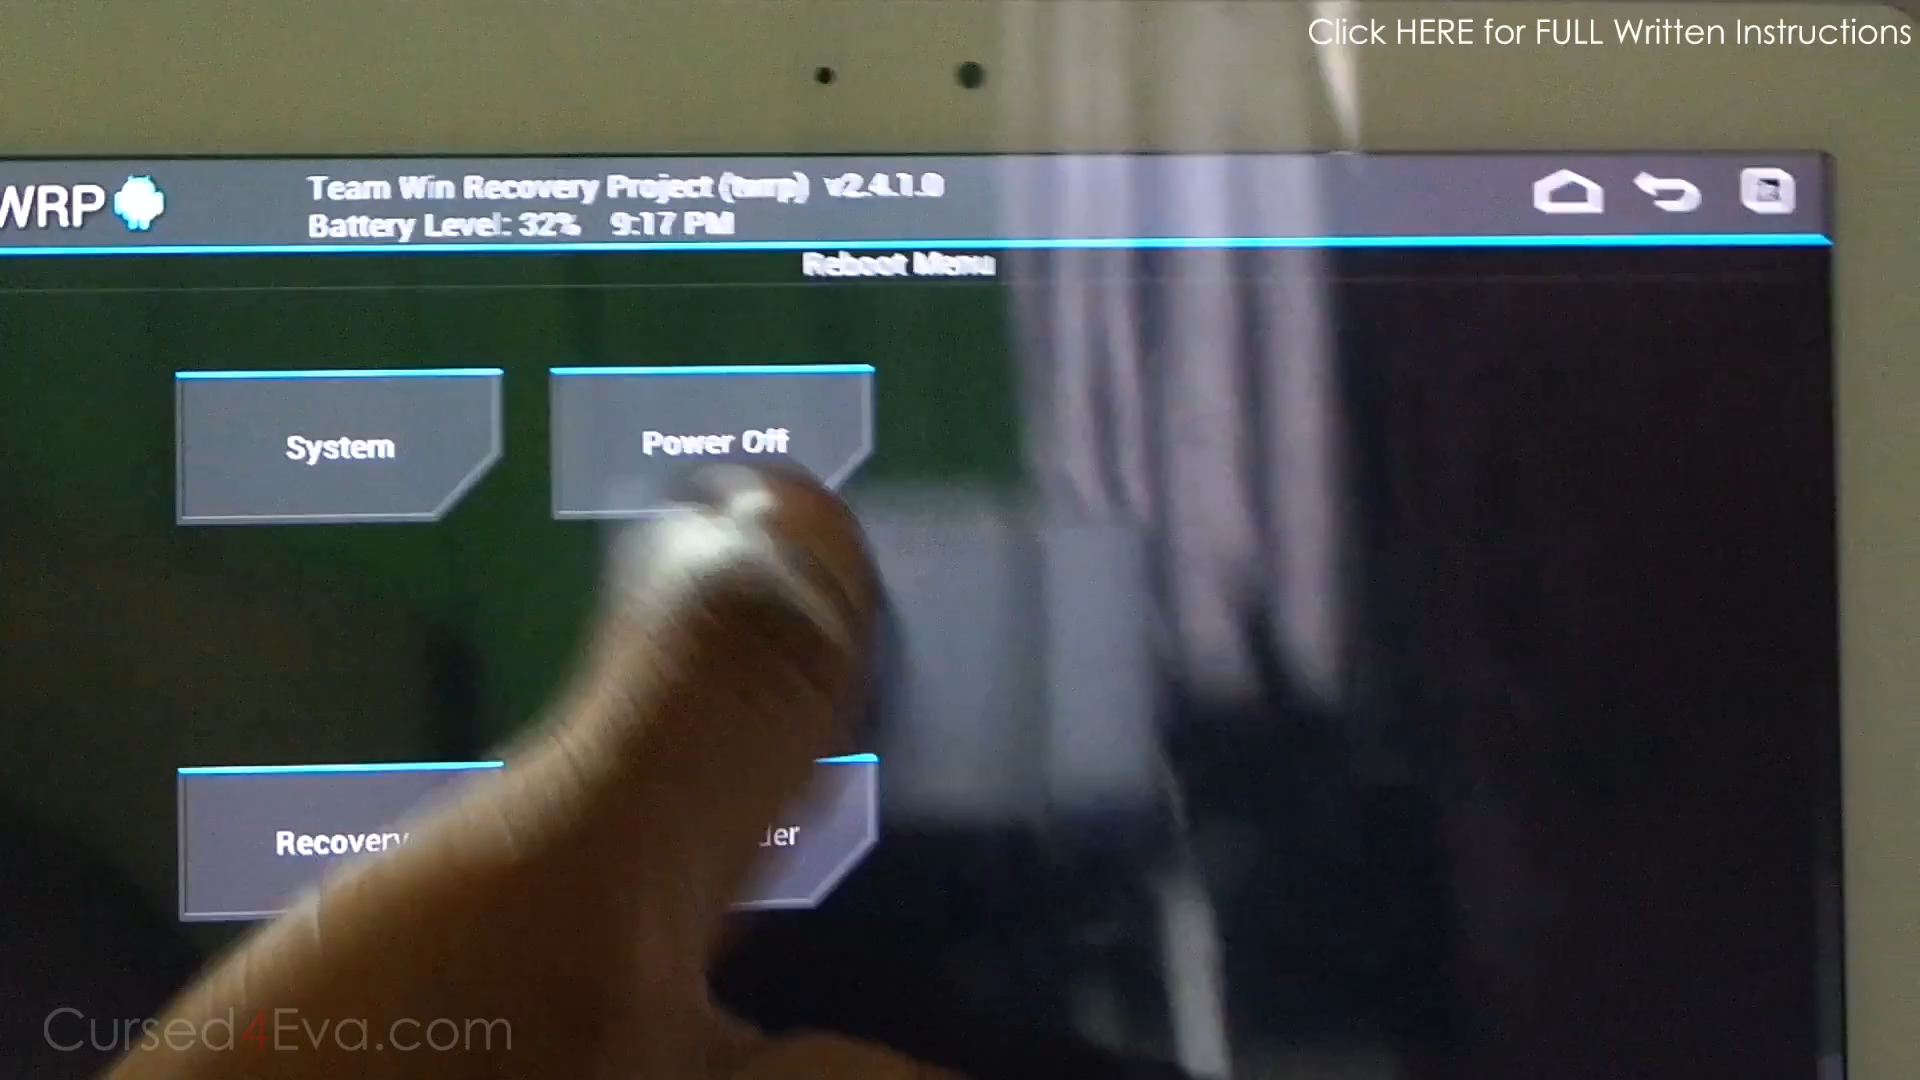 Click HERE for FULL Written Instructions
WRP
Team Win Recovery Project (twrp) v2.4.1.0
Battery Level: 32% 9:17 PM
Reboot Menu
System
Power Off
Recovery
der
Cursed4Eva.com